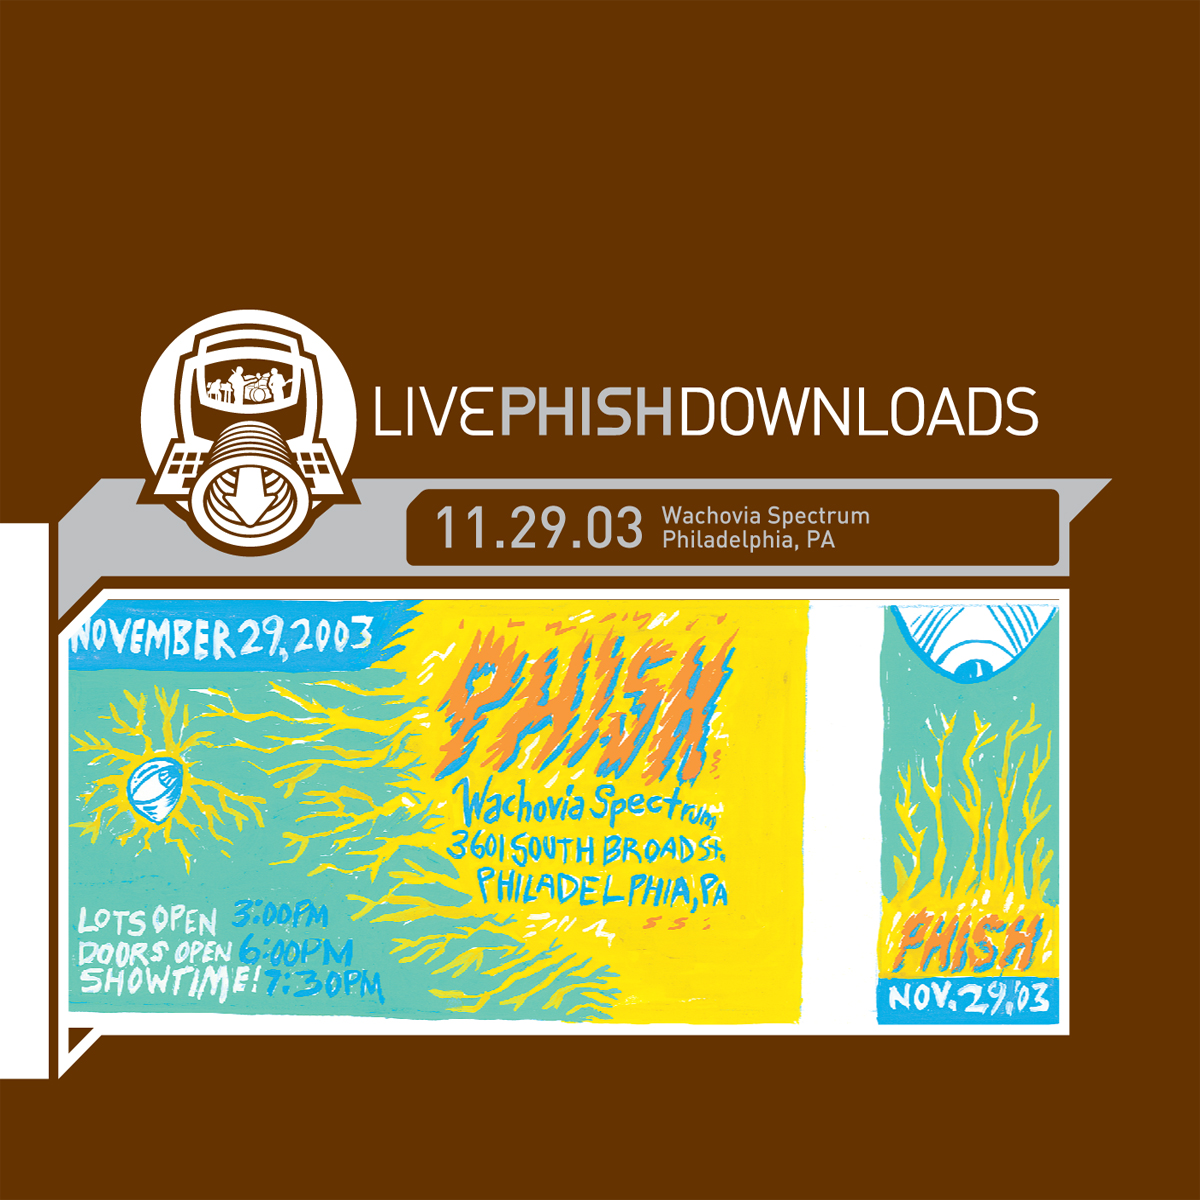 LIVEPHISHDOWNLOADS
11.29.03
Wachovia Spectrum
Philadelphia, PA
NOVEMBER 29, 2003
PHISH
Wachovia Spectrum
3601 SOUTH BROAD St.
PHILADELPHIA, PA
LOTS OPEN 3:00PM
DOORS OPEN 6:00PM
SHOWTIME! 7:30PM
PHISH
NOV. 29, '03